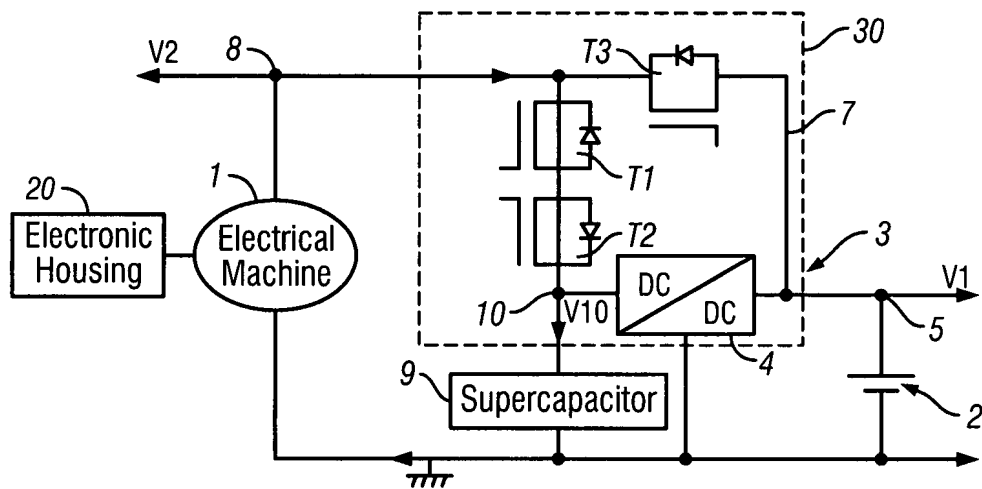 V2
8
T3
30
7
1
T1
20
Electronic
Housing
Electrical
Machine
T2
3
DC
DC
V1
10
V10
4
5
9
Supercapacitor
2